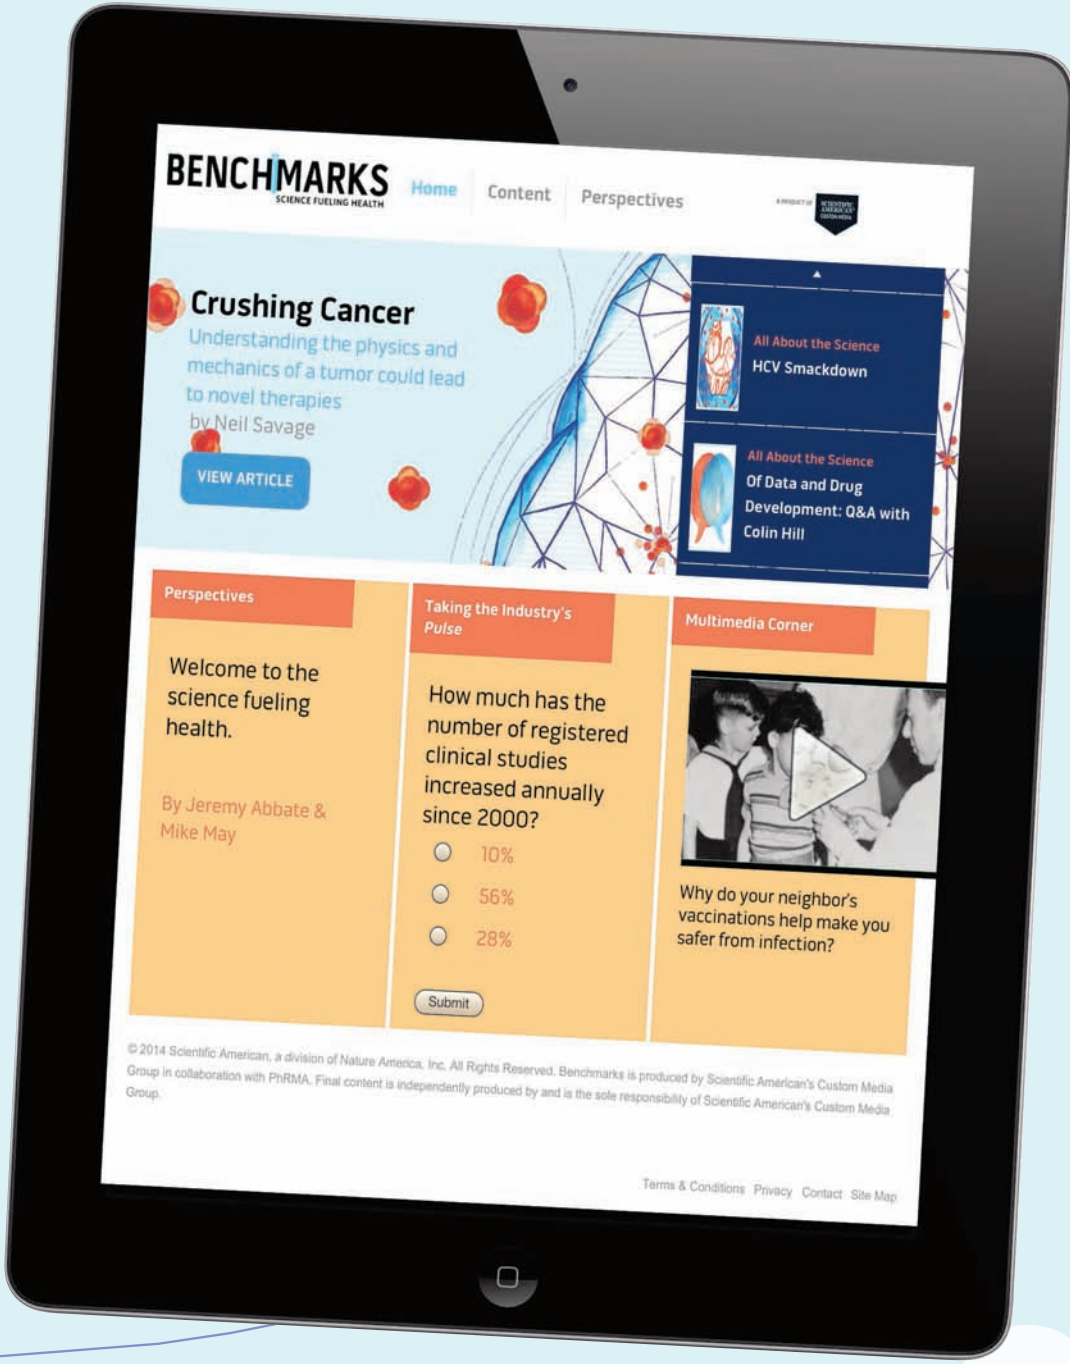 BENCHMARKS
SCIENCE FUELING HEALTH
Home
Content
Perspectives
A PRODUCT OF
SCIENTIFIC
AMERICAN
CUSTOM MEDIA
Crushing Cancer
Understanding the physics and
mechanics of a tumor could lead
to novel therapies
by Neil Savage
VIEW ARTICLE
All About the Science
HCV Smackdown
All About the Science
Of Data and Drug
Development: Q&A with
Colin Hill
Perspectives
Welcome to the
science fueling
health.
By Jeremy Abbate &
Mike May
Taking the Industry's
Pulse
How much has the
number of registered
clinical studies
increased annually
since 2000?
10%
56%
28%
Submit
Multimedia Corner
Why do your neighbor's
vaccinations help make you
safer from infection?
© 2014 Scientific American, a division of Nature America, Inc. All Rights Reserved. Benchmarks is produced by Scientific American's Custom Media
Group in collaboration with PhRMA. Final content is independently produced by and is the sole responsibility of Scientific American's Custom Media
Group.
Terms & Conditions Privacy Contact Site Map